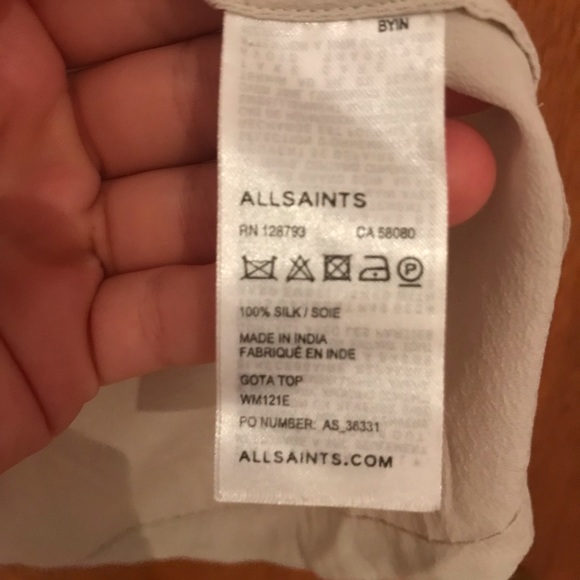 BYIN
ALLSAINTS
RN 128793 CA 58080
P
100% SILK / SOIE
MADE IN INDIA
FABRIQUÉ EN INDE
GOTA TOP
WM121E
PO NUMBER: AS_36331
ALLSAINTS.COM